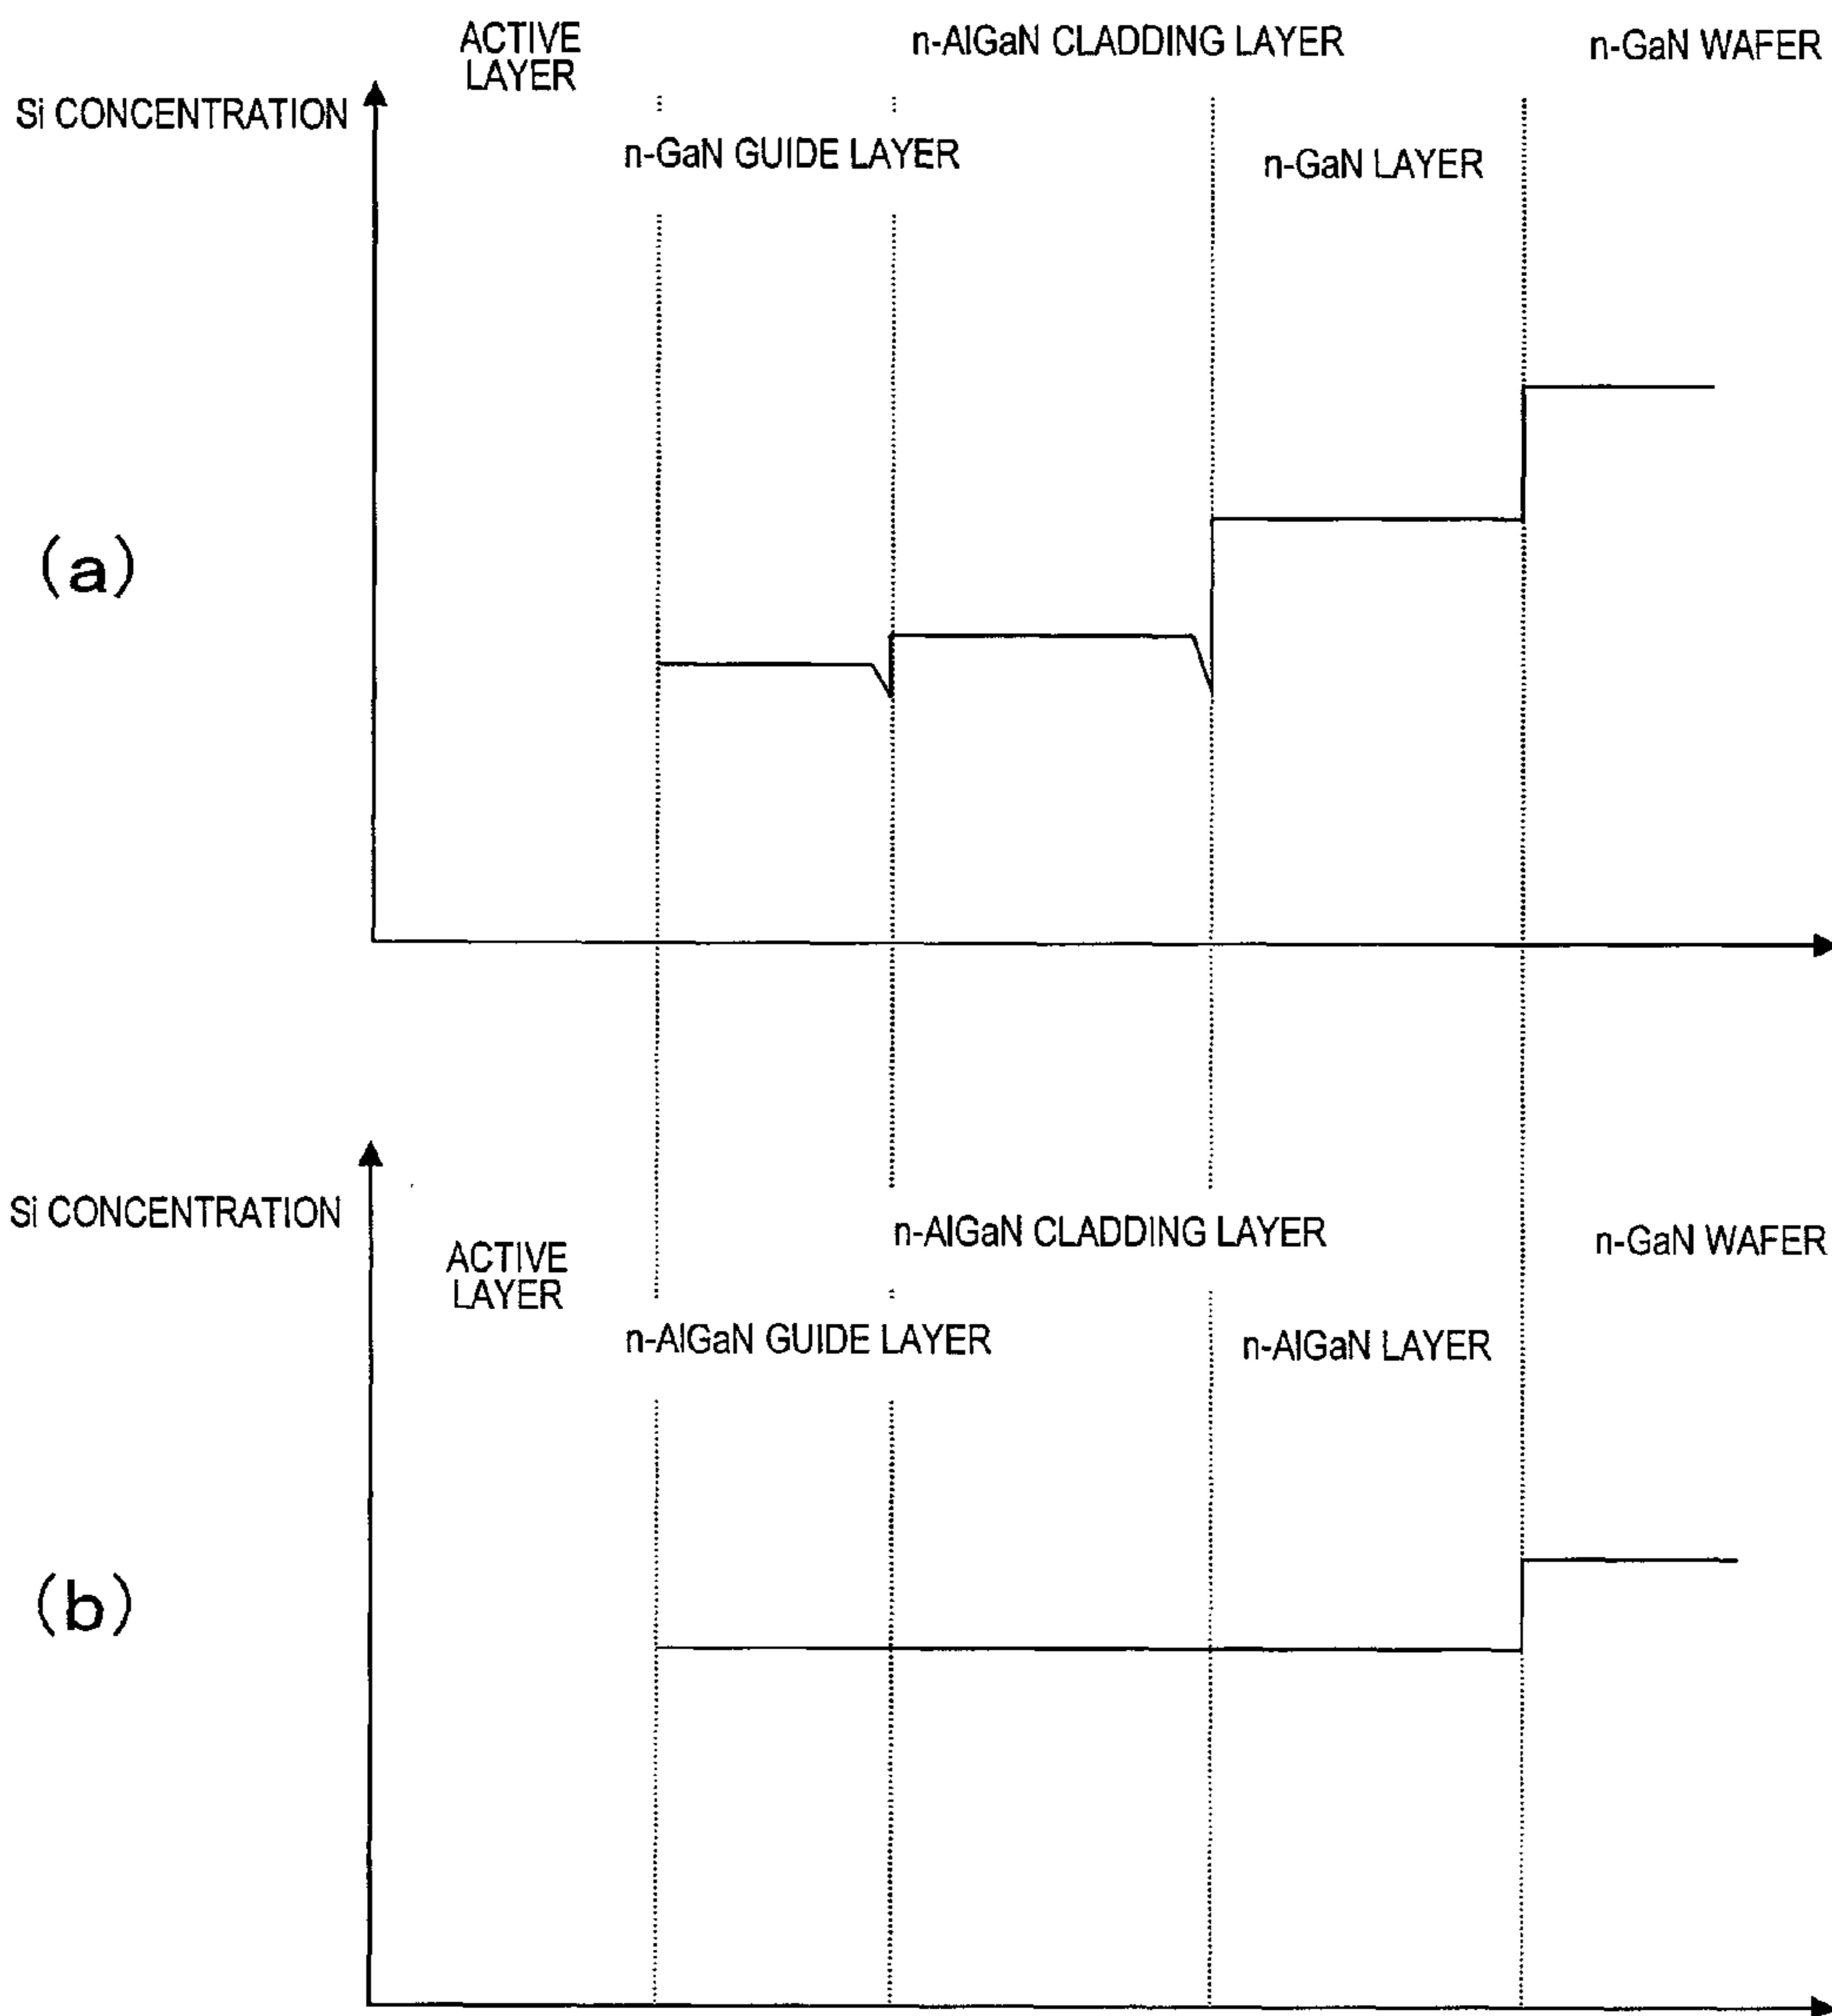 ACTIVE
LAYER
n-AlGaN CLADDING LAYER
n-GaN WAFER
Si CONCENTRATION
n-GaN GUIDE LAYER
n-GaN LAYER
(a)
Si CONCENTRATION
ACTIVE
LAYER
n-AlGaN CLADDING LAYER
n-GaN WAFER
n-AlGaN GUIDE LAYER
n-AlGaN LAYER
(b)